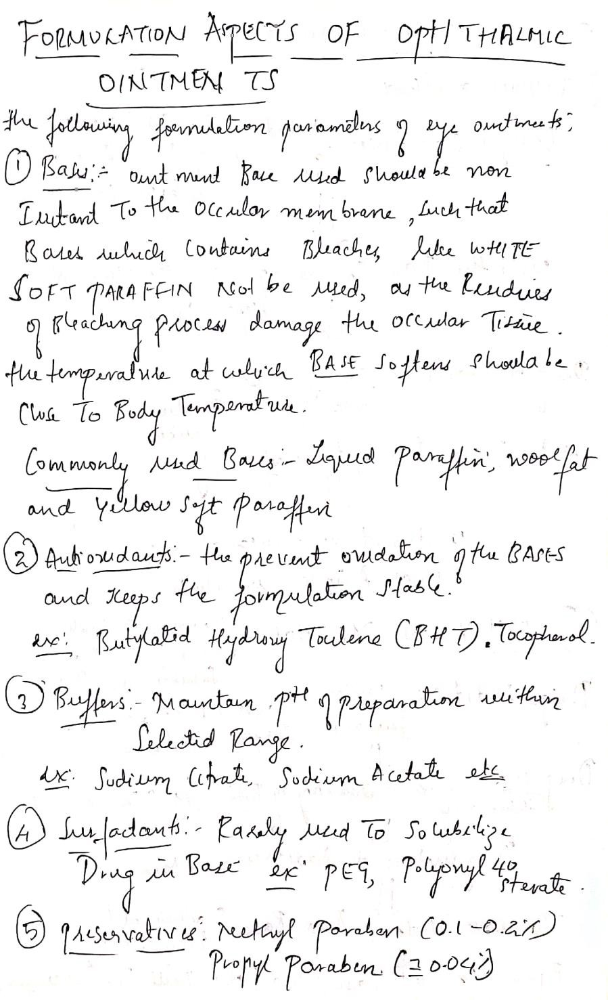 FORMULATION ASPECTS OF OPHTHALMIC
OINTMENTS
the following formulation parameters of eye ointments;
① Bases:- ointment Base used should be non
Irritant To the Occular membrane, such that
Bases which contains Bleaches, like WHITE
SOFT PARAFFIN Not be used, as the Residues
of Bleaching process damage the occular Tissue.
the temperature at which BASE softens should be
Close To Body Temperature.
Commonly used Bases:- Liquid Paraffin, wool fat
and yellow soft paraffin
② Antioxidants:- the prevent oxidation of the BASES
and Keeps the formulation stable.
ex: Butylated Hydroxy Toulene (BHT), Tocopherol.
③ Buffers:- Maintain pH of preparation within
Selected Range.
ex: Sodium Citrate, Sodium Acetate etc
④ Surfactants:- Rarely used To Solubilize
Drug in Base ex: PEG, Polyoxyl 40
sterate.
⑤ preservatives: Methyl Paraben (0.1-0.2%)
Propyl Paraben. (≅ 0.04%)